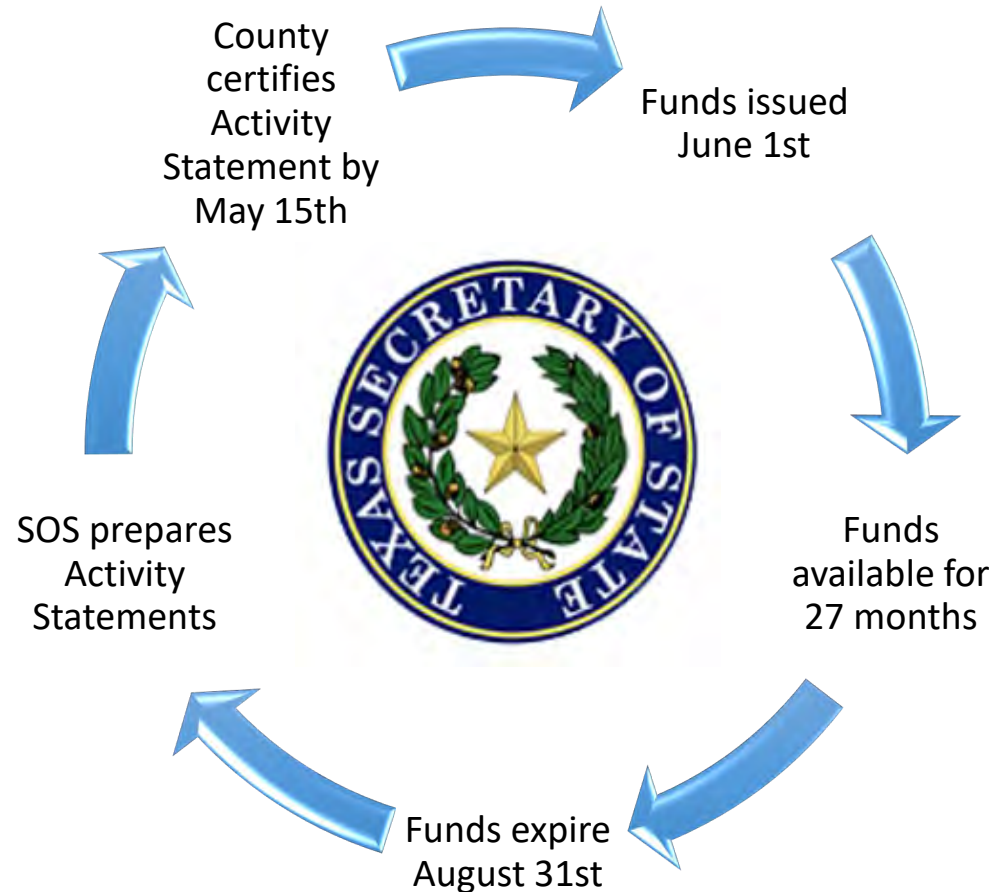 County
certifies
Activity
Statement by
May 15th
Funds issued
June 1st
Funds
available for
27 months
Funds expire
August 31st
SOS prepares
Activity
Statements
TEXAS SECRETARY OF STATE